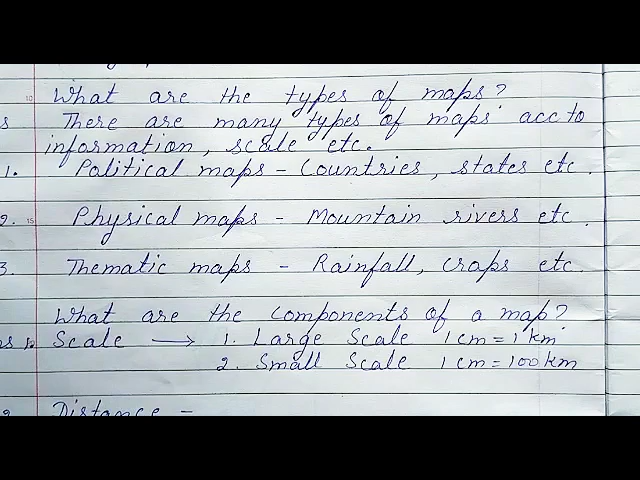 What are the types of maps?
s There are many types of maps acc to
information, scale etc.
1. Political maps - Countries, states etc.
2. Physical maps - Mountain rivers etc.
3. Thematic maps - Rainfall, craps etc.
What are the components of a map?
Scale → 1. Large Scale 1 cm = 1 km
2. Small Scale 1 cm = 100 km
2. Distance -